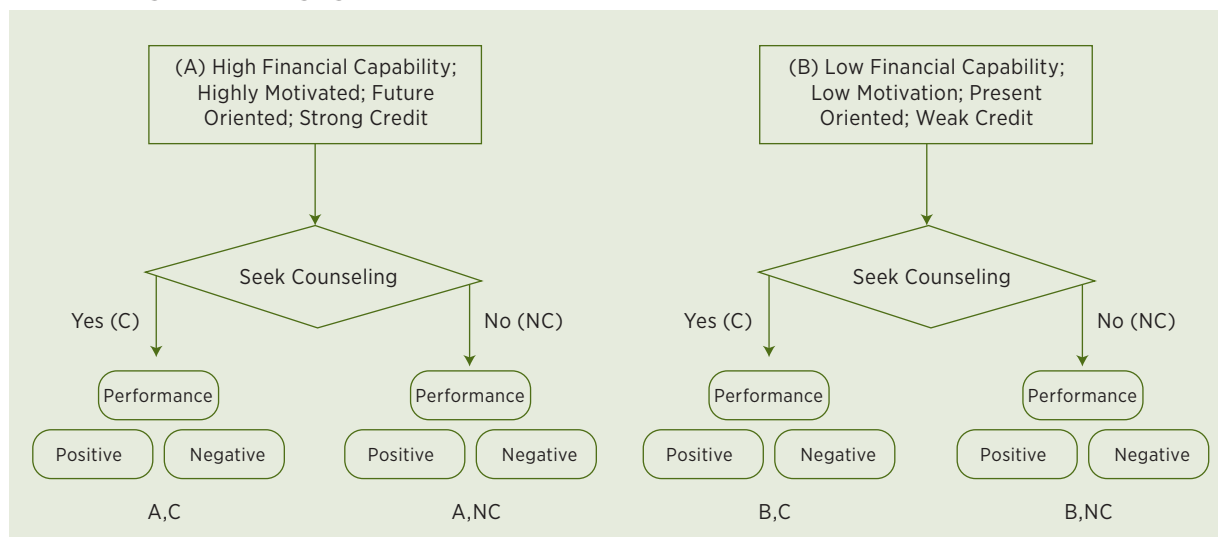 (A) High Financial Capability;
Highly Motivated; Future
Oriented; Strong Credit
(B) Low Financial Capability;
Low Motivation; Present
Oriented; Weak Credit
Seek Counseling
Seek Counseling
Yes (C)
No (NC)
Yes (C)
No (NC)
Performance
Performance
Performance
Performance
Positive
Negative
Positive
Negative
Positive
Negative
Positive
Negative
A,C
A,NC
B,C
B,NC